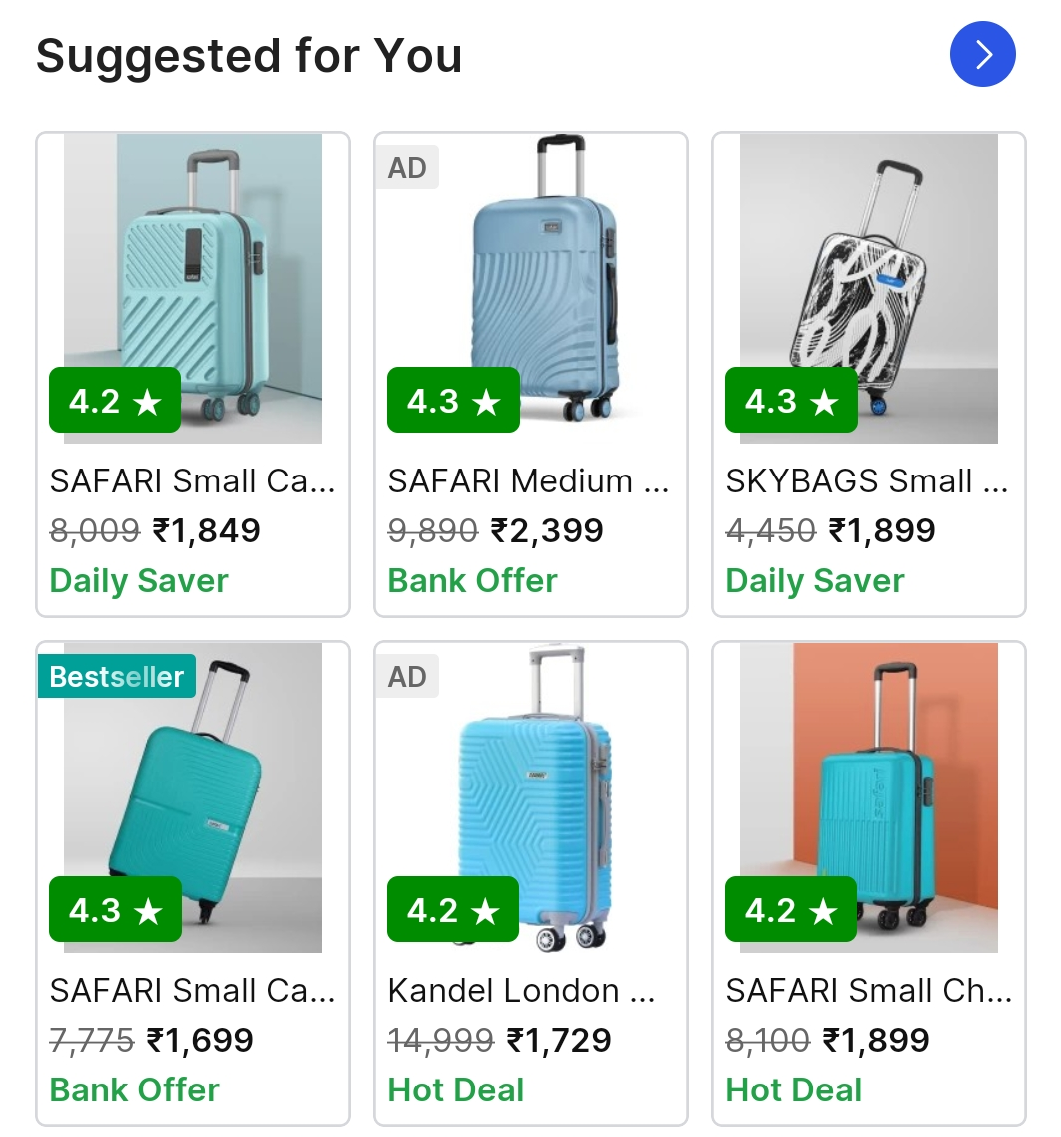 Suggested for You
AD
4.2 ★
4.3 ★
4.3 ★
SAFARI Small Ca...
SAFARI Medium ...
SKYBAGS Small ...
8,009 ₹1,849
9,890 ₹2,399
4,450 ₹1,899
Daily Saver
Bank Offer
Daily Saver
Bestseller
AD
safari
4.3 ★
4.2 ★
4.2 ★
SAFARI Small Ca...
Kandel London ...
SAFARI Small Ch...
7,775 ₹1,699
14,999 ₹1,729
8,100 ₹1,899
Bank Offer
Hot Deal
Hot Deal